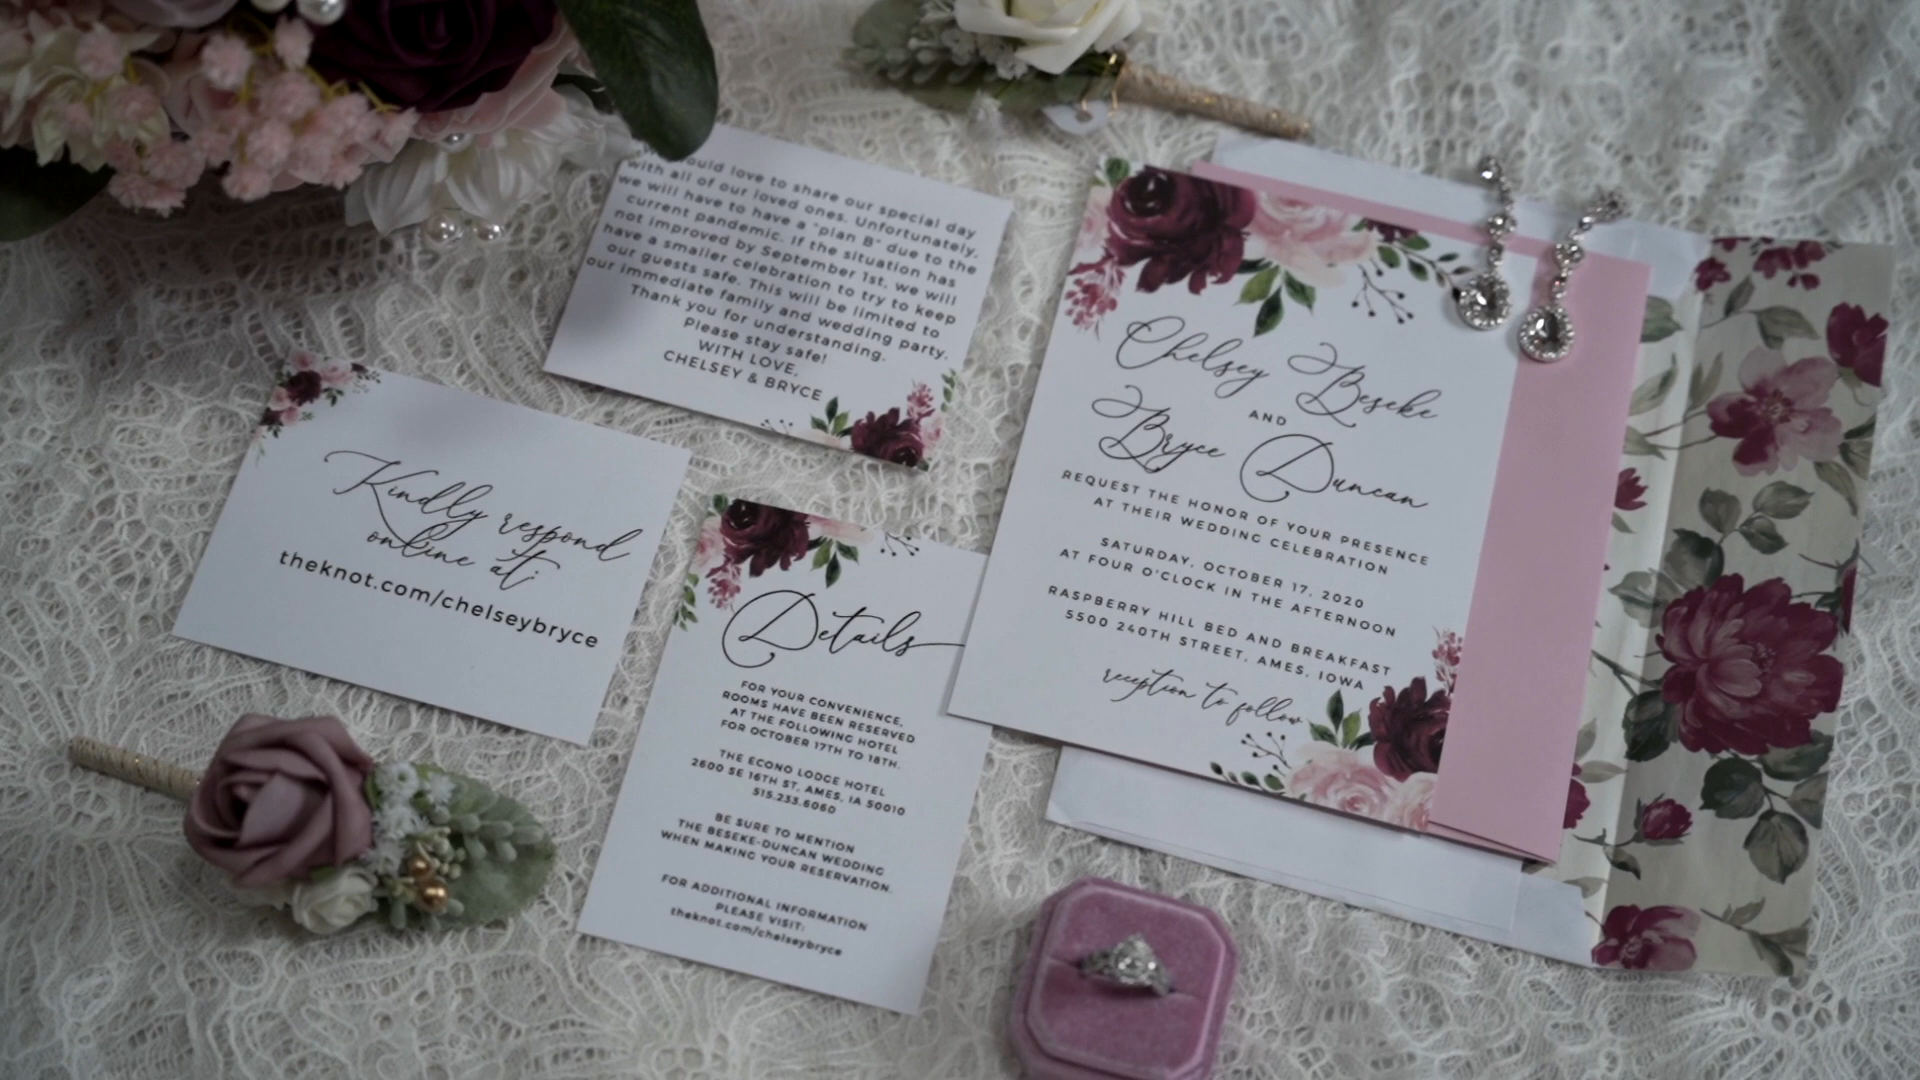 ould love to share our special day
with all of our loved ones. Unfortunately,
we will have to have a "plan B" due to the
current pandemic. If the situation has
not improved by September 1st, we will
have a smaller celebration to try to keep
our guests safe. This will be limited to
our immediate family and wedding party.
Thank you for understanding.
Please stay safe!
WITH LOVE,
CHELSEY & BRYCE
Kindly respond
online at:
theknot.com/chelseybryce
Details
FOR YOUR CONVENIENCE,
ROOMS HAVE BEEN RESERVED
AT THE FOLLOWING HOTEL
FOR OCTOBER 17TH TO 18TH.
THE ECONO LODGE HOTEL
2600 SE 16TH ST, AMES, IA 50010
515.233.6060
BE SURE TO MENTION
THE BESEKE-DUNCAN WEDDING
WHEN MAKING YOUR RESERVATION.
FOR ADDITIONAL INFORMATION
PLEASE VISIT:
theknot.com/chelseybryce
Chelsey Beseke
AND
Bryce Duncan
REQUEST THE HONOR OF YOUR PRESENCE
AT THEIR WEDDING CELEBRATION
SATURDAY, OCTOBER 17, 2020
AT FOUR O'CLOCK IN THE AFTERNOON
RASPBERRY HILL BED AND BREAKFAST
5500 240TH STREET, AMES, IOWA
reception to follow